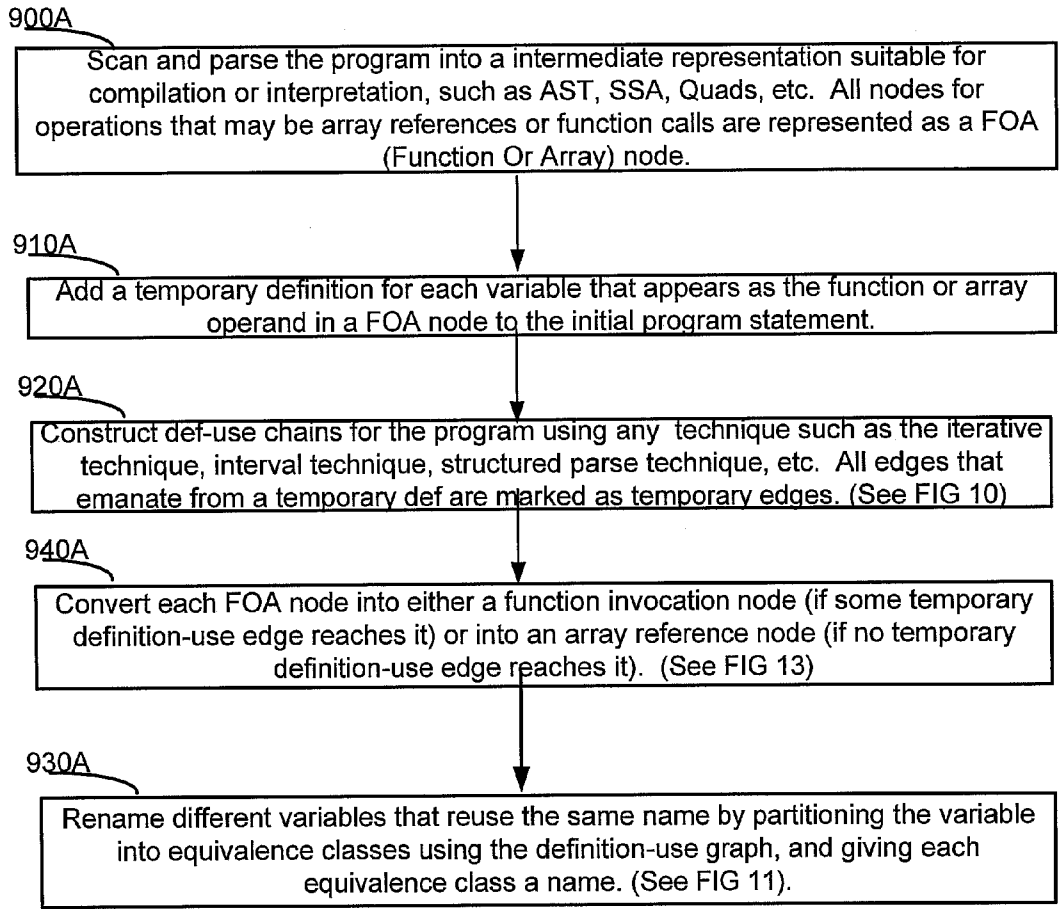 900A
Scan and parse the program into a intermediate representation suitable for
compilation or interpretation, such as AST, SSA, Quads, etc. All nodes for
operations that may be array references or function calls are represented as a FOA
(Function Or Array) node.
910A
Add a temporary definition for each variable that appears as the function or array
operand in a FOA node to the initial program statement.
920A
Construct def-use chains for the program using any technique such as the iterative
technique, interval technique, structured parse technique, etc. All edges that
emanate from a temporary def are marked as temporary edges. (See FIG 10)
940A
Convert each FOA node into either a function invocation node (if some temporary
definition-use edge reaches it) or into an array reference node (if no temporary
definition-use edge reaches it). (See FIG 13)
930A
Rename different variables that reuse the same name by partitioning the variable
into equivalence classes using the definition-use graph, and giving each
equivalence class a name. (See FIG 11).